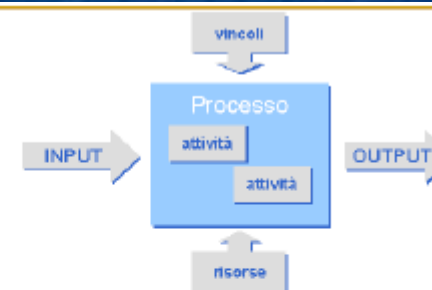 vincoli
Processo
attività
INPUT
OUTPUT
attività
risorse